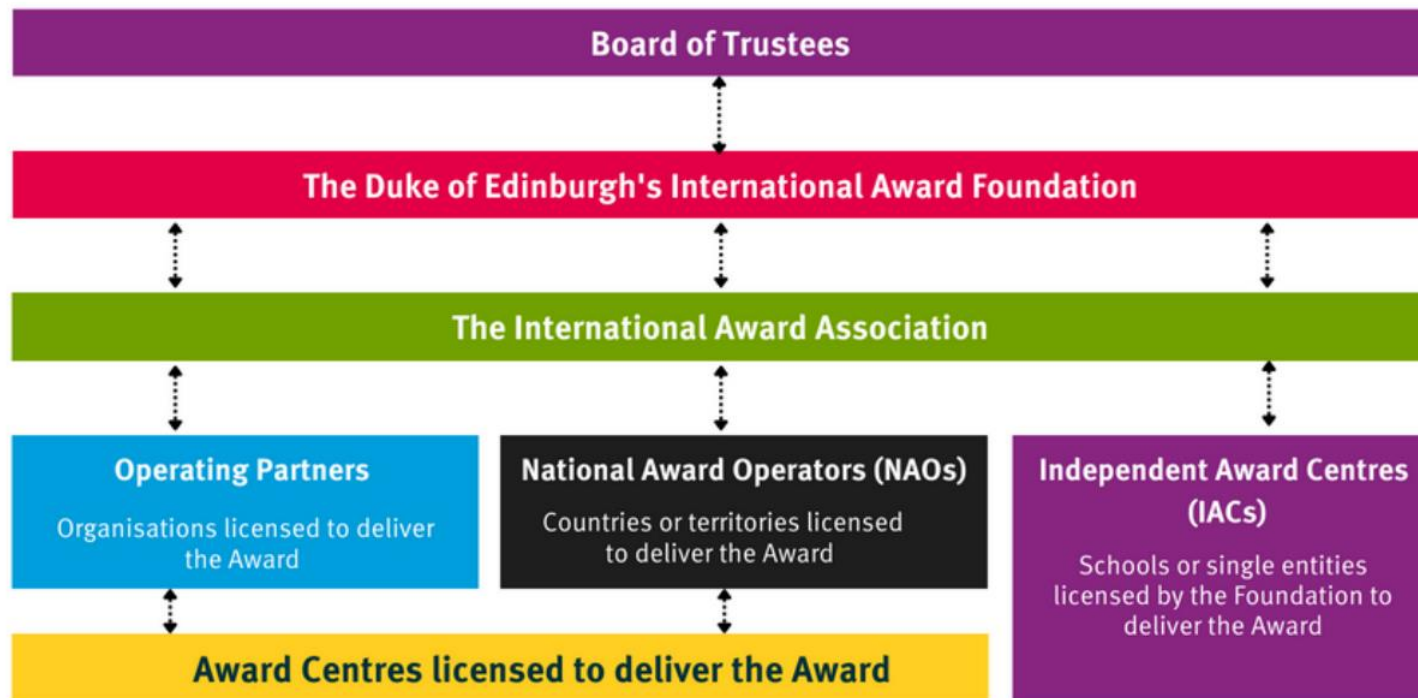 Board of Trustees
The Duke of Edinburgh's International Award Foundation
The International Award Association
Operating Partners
Organisations licensed to deliver
the Award
National Award Operators (NAOs)
Countries or territories licensed
to deliver the Award
Independent Award Centres
(IACs)
Schools or single entities
licensed by the Foundation to
deliver the Award
Award Centres licensed to deliver the Award